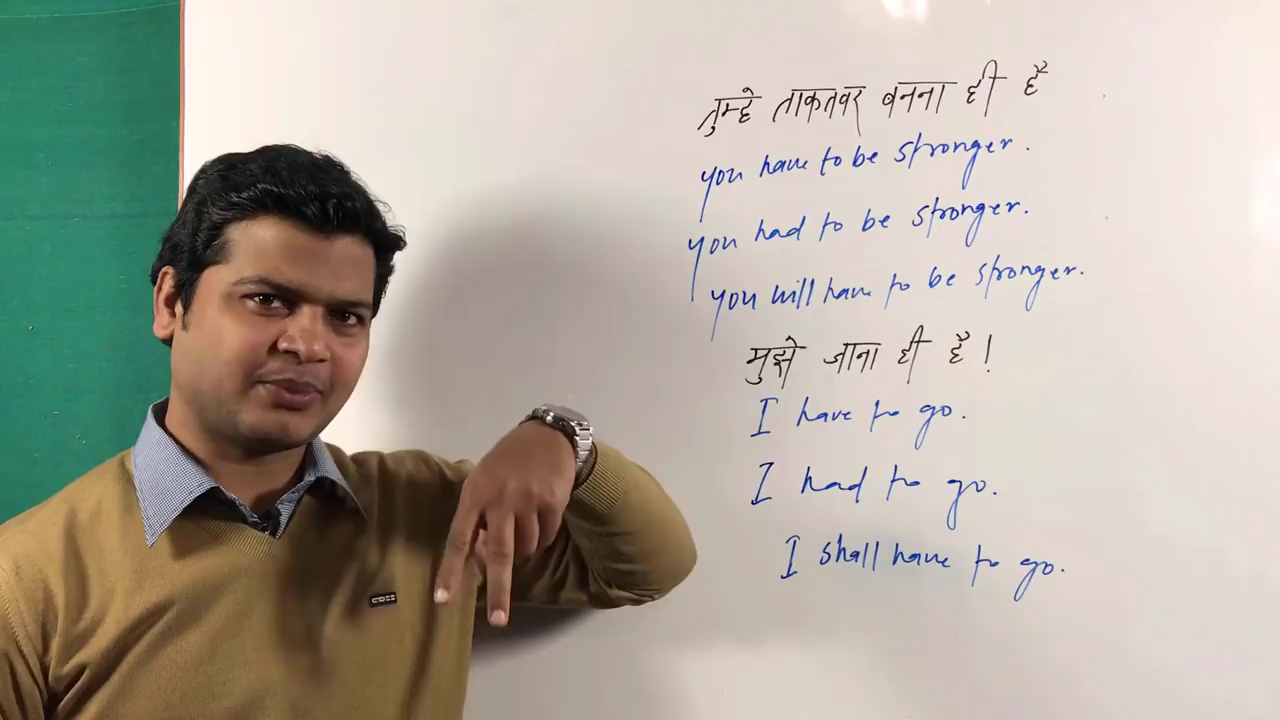 तुम्हे ताकतवर बनना ही है
you have to be stronger.
you had to be stronger.
you will have to be stronger.
मुझे जाना ही है !
I have to go.
I had to go.
I shall have to go.